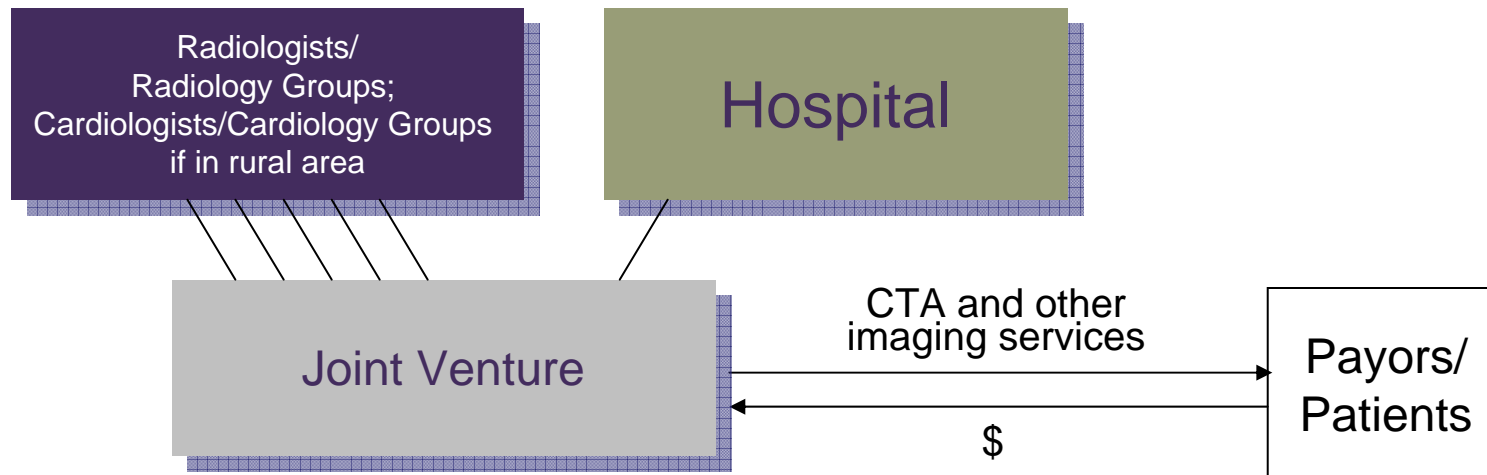 Radiologists/
Radiology Groups;
Cardiologists/Cardiology Groups
if in rural area
Hospital
Joint Venture
CTA and other
imaging services
$
Payors/
Patients